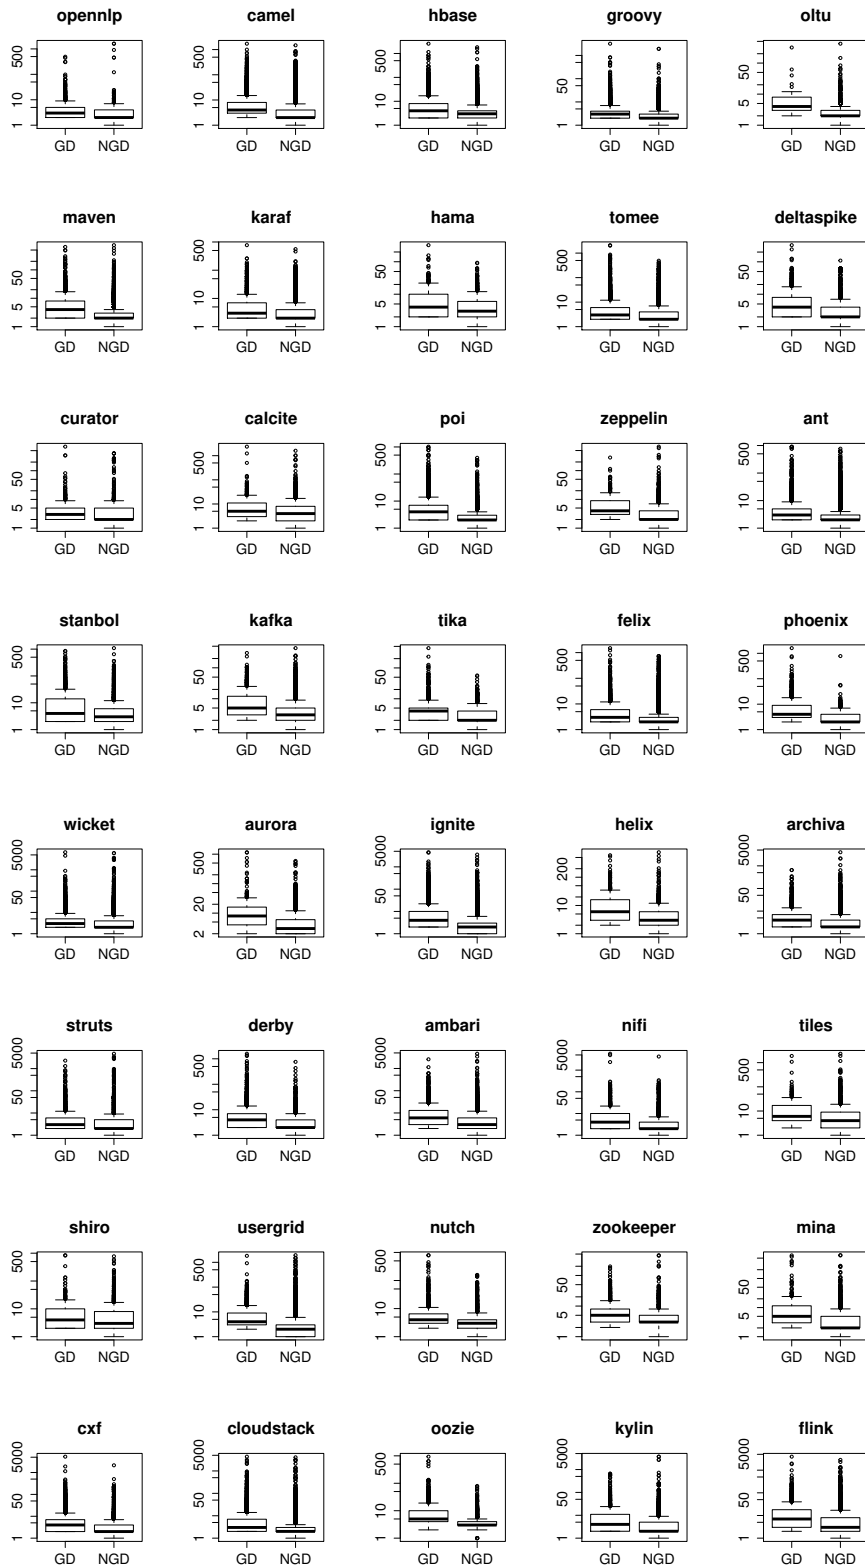 opennlp camel hbase groovy oltu
1 10 500 1 10 500 1 10 500 1 50 1 5 50
GD NGD GD NGD GD NGD GD NGD GD NGD
maven karaf hama tomee deltaspike
1 5 50 1 10 500 1 5 50 1 10 500 1 5 50
GD NGD GD NGD GD NGD GD NGD GD NGD
curator calcite poi zeppelin ant
1 5 50 1 10 500 1 10 500 1 5 50 1 10 500
GD NGD GD NGD GD NGD GD NGD GD NGD
stanbol kafka tika felix phoenix
1 10 500 1 5 50 1 5 50 1 10 500 1 10 500
GD NGD GD NGD GD NGD GD NGD GD NGD
wicket aurora ignite helix archiva
1 50 5000 2 20 500 1 50 5000 1 10 200 1 50 5000
GD NGD GD NGD GD NGD GD NGD GD NGD
struts derby ambari nifi tiles
1 50 5000 1 10 500 1 50 5000 1 50 5000 1 10 500
GD NGD GD NGD GD NGD GD NGD GD NGD
shiro usergrid nutch zookeeper mina
1 10 500 1 10 500 1 10 500 1 5 50 1 5 50
GD NGD GD NGD GD NGD GD NGD GD NGD
cxf cloudstack oozie kylin flink
1 50 5000 1 50 5000 1 10 500 1 50 5000 1 50 5000
GD NGD GD NGD GD NGD GD NGD GD NGD